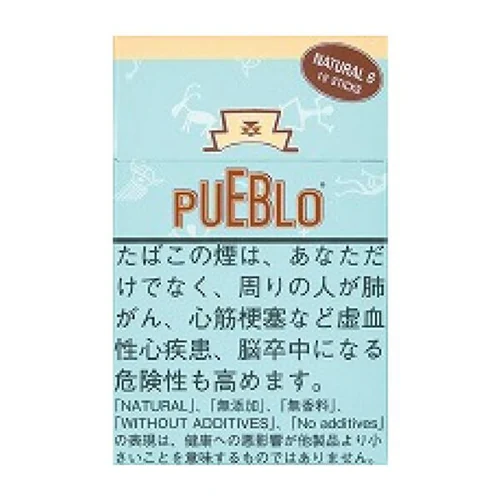 NATURAL 6
19 STICKS
PUEBLO
たばこの煙は、あなただ
けでなく、周りの人が肺
がん、心筋梗塞など虚血
性心疾患、脳卒中になる
危険性も高めます。
「NATURAL」、「無添加」、「無香料」、
「WITHOUT ADDITIVES」、「No additives」
の表現は、健康への悪影響が他製品より小
さいことを意味するものではありません。